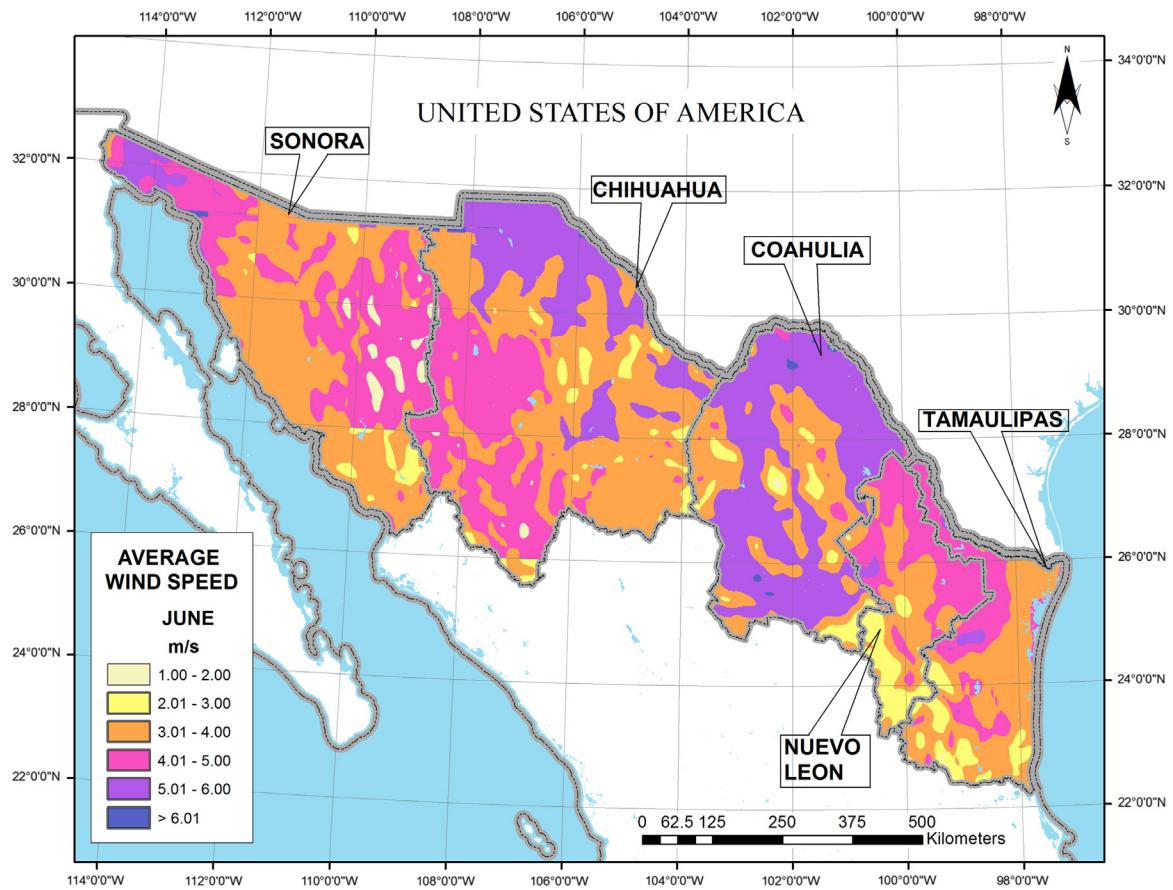 114°0'0"W 112°0'0"W 110°0'0"W 108°0'0"W 106°0'0"W 104°0'0"W 102°0'0"W 100°0'0"W 98°0'0"W
N
S
34°0'0"N
UNITED STATES OF AMERICA
SONORA
32°0'0"N
32°0'0"N
CHIHUAHUA
COAHULIA
30°0'0"N
30°0'0"N
28°0'0"N
28°0'0"N
TAMAULIPAS
26°0'0"N
26°0'0"N
24°0'0"N
24°0'0"N
22°0'0"N
22°0'0"N
NUEVO
LEON
AVERAGE
WIND SPEED
JUNE
m/s
1.00 - 2.00
2.01 - 3.00
3.01 - 4.00
4.01 - 5.00
5.01 - 6.00
> 6.01
0 62.5 125 250 375 500
Kilometers
114°0'0"W 112°0'0"W 110°0'0"W 108°0'0"W 106°0'0"W 104°0'0"W 102°0'0"W 100°0'0"W 98°0'0"W